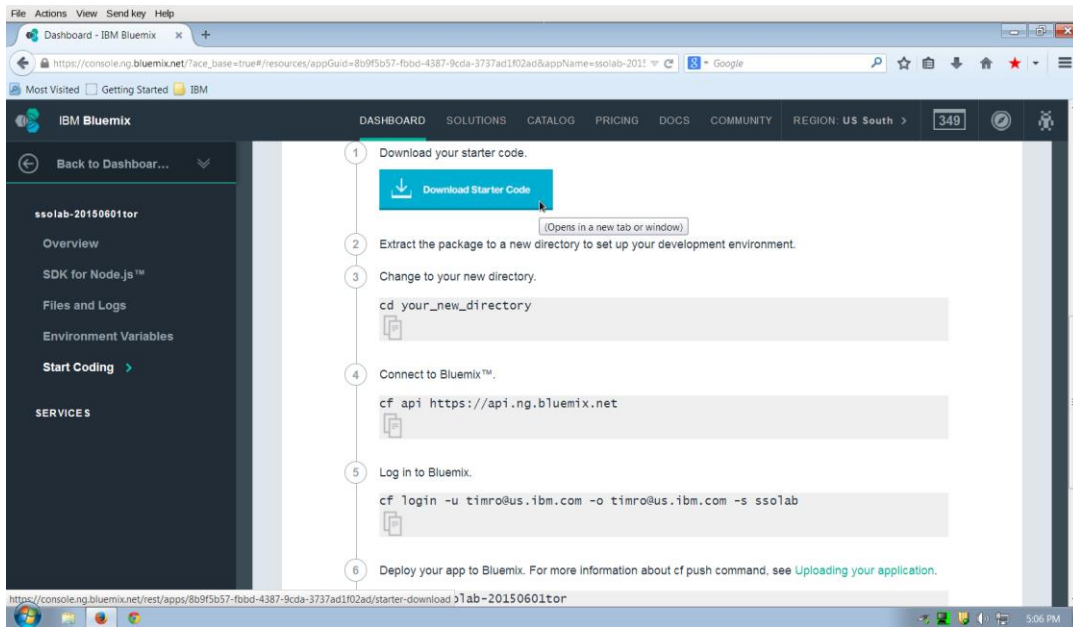 File Actions View Send key Help
Dashboard - IBM Bluemix × +
https://console.ng.bluemix.net/?ace_base=true#/resources/appGuid=8b9f5b57-fbbd-4387-9cda-3737ad1f02ad&appName=ssolab-201 Google
Most Visited Getting Started IBM
IBM Bluemix DASHBOARD SOLUTIONS CATALOG PRICING DOCS COMMUNITY REGION: US South > 349
Back to Dashboar...
1 Download your starter code.
Download Starter Code
ssolab-20150601tor
(Opens in a new tab or window)
Overview
2 Extract the package to a new directory to set up your development environment.
SDK for Node.js™
3 Change to your new directory.
Files and Logs
cd your_new_directory
Environment Variables
Start Coding >
4 Connect to Bluemix™.
SERVICES
cf api https://api.ng.bluemix.net
5 Log in to Bluemix.
cf login -u timro@us.ibm.com -o timro@us.ibm.com -s ssolab
6 Deploy your app to Bluemix. For more information about cf push command, see Uploading your application.
https://console.ng.bluemix.net/rest/apps/8b9f5b57-fbbd-4387-9cda-3737ad1f02ad/starter-download lab-20150601tor
5:06 PM